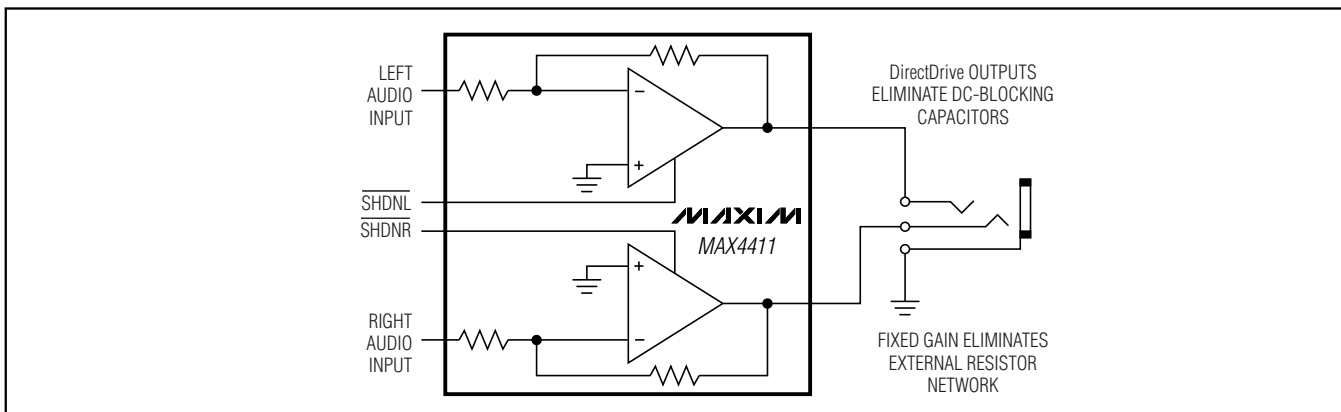 LEFT
AUDIO
INPUT
−
+
SHDNL
SHDNR
MAXIM
MAX4411
+
−
RIGHT
AUDIO
INPUT
DirectDrive OUTPUTS
ELIMINATE DC-BLOCKING
CAPACITORS
FIXED GAIN ELIMINATES
EXTERNAL RESISTOR
NETWORK